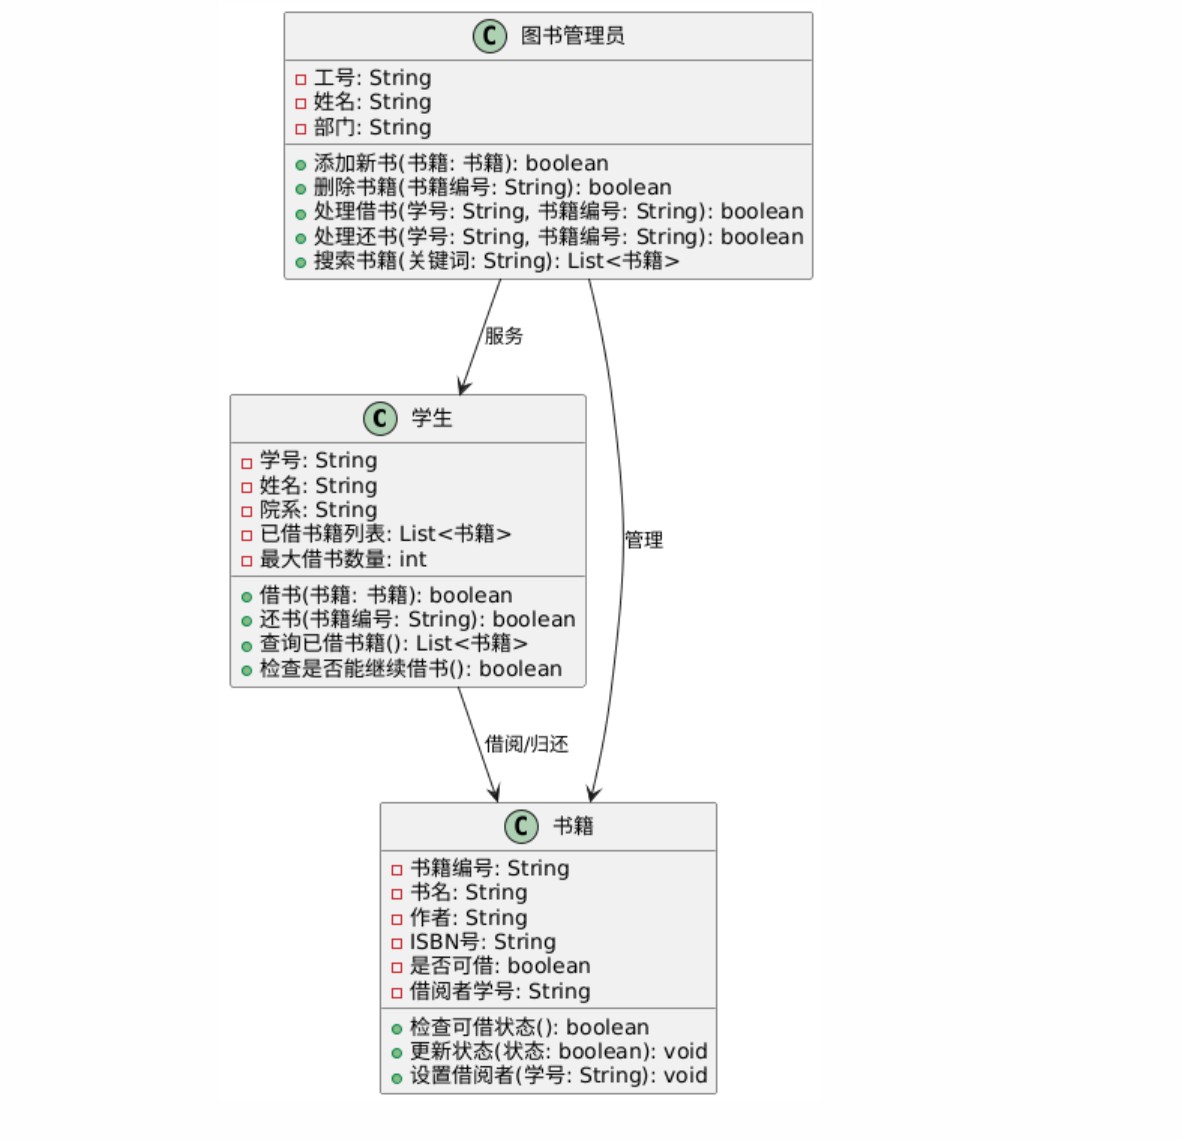 C 图书管理员
工号: String
姓名: String
部门: String
添加新书(书籍: 书籍): boolean
删除书籍(书籍编号: String): boolean
处理借书(学号: String, 书籍编号: String): boolean
处理还书(学号: String, 书籍编号: String): boolean
搜索书籍(关键词: String): List<书籍>
服务
C 学生
学号: String
姓名: String
院系: String
已借书籍列表: List<书籍>
最大借书数量: int
借书(书籍: 书籍): boolean
还书(书籍编号: String): boolean
查询已借书籍(): List<书籍>
检查是否能继续借书(): boolean
管理
借阅/归还
C 书籍
书籍编号: String
书名: String
作者: String
ISBN号: String
是否可借: boolean
借阅者学号: String
检查可借状态(): boolean
更新状态(状态: boolean): void
设置借阅者(学号: String): void